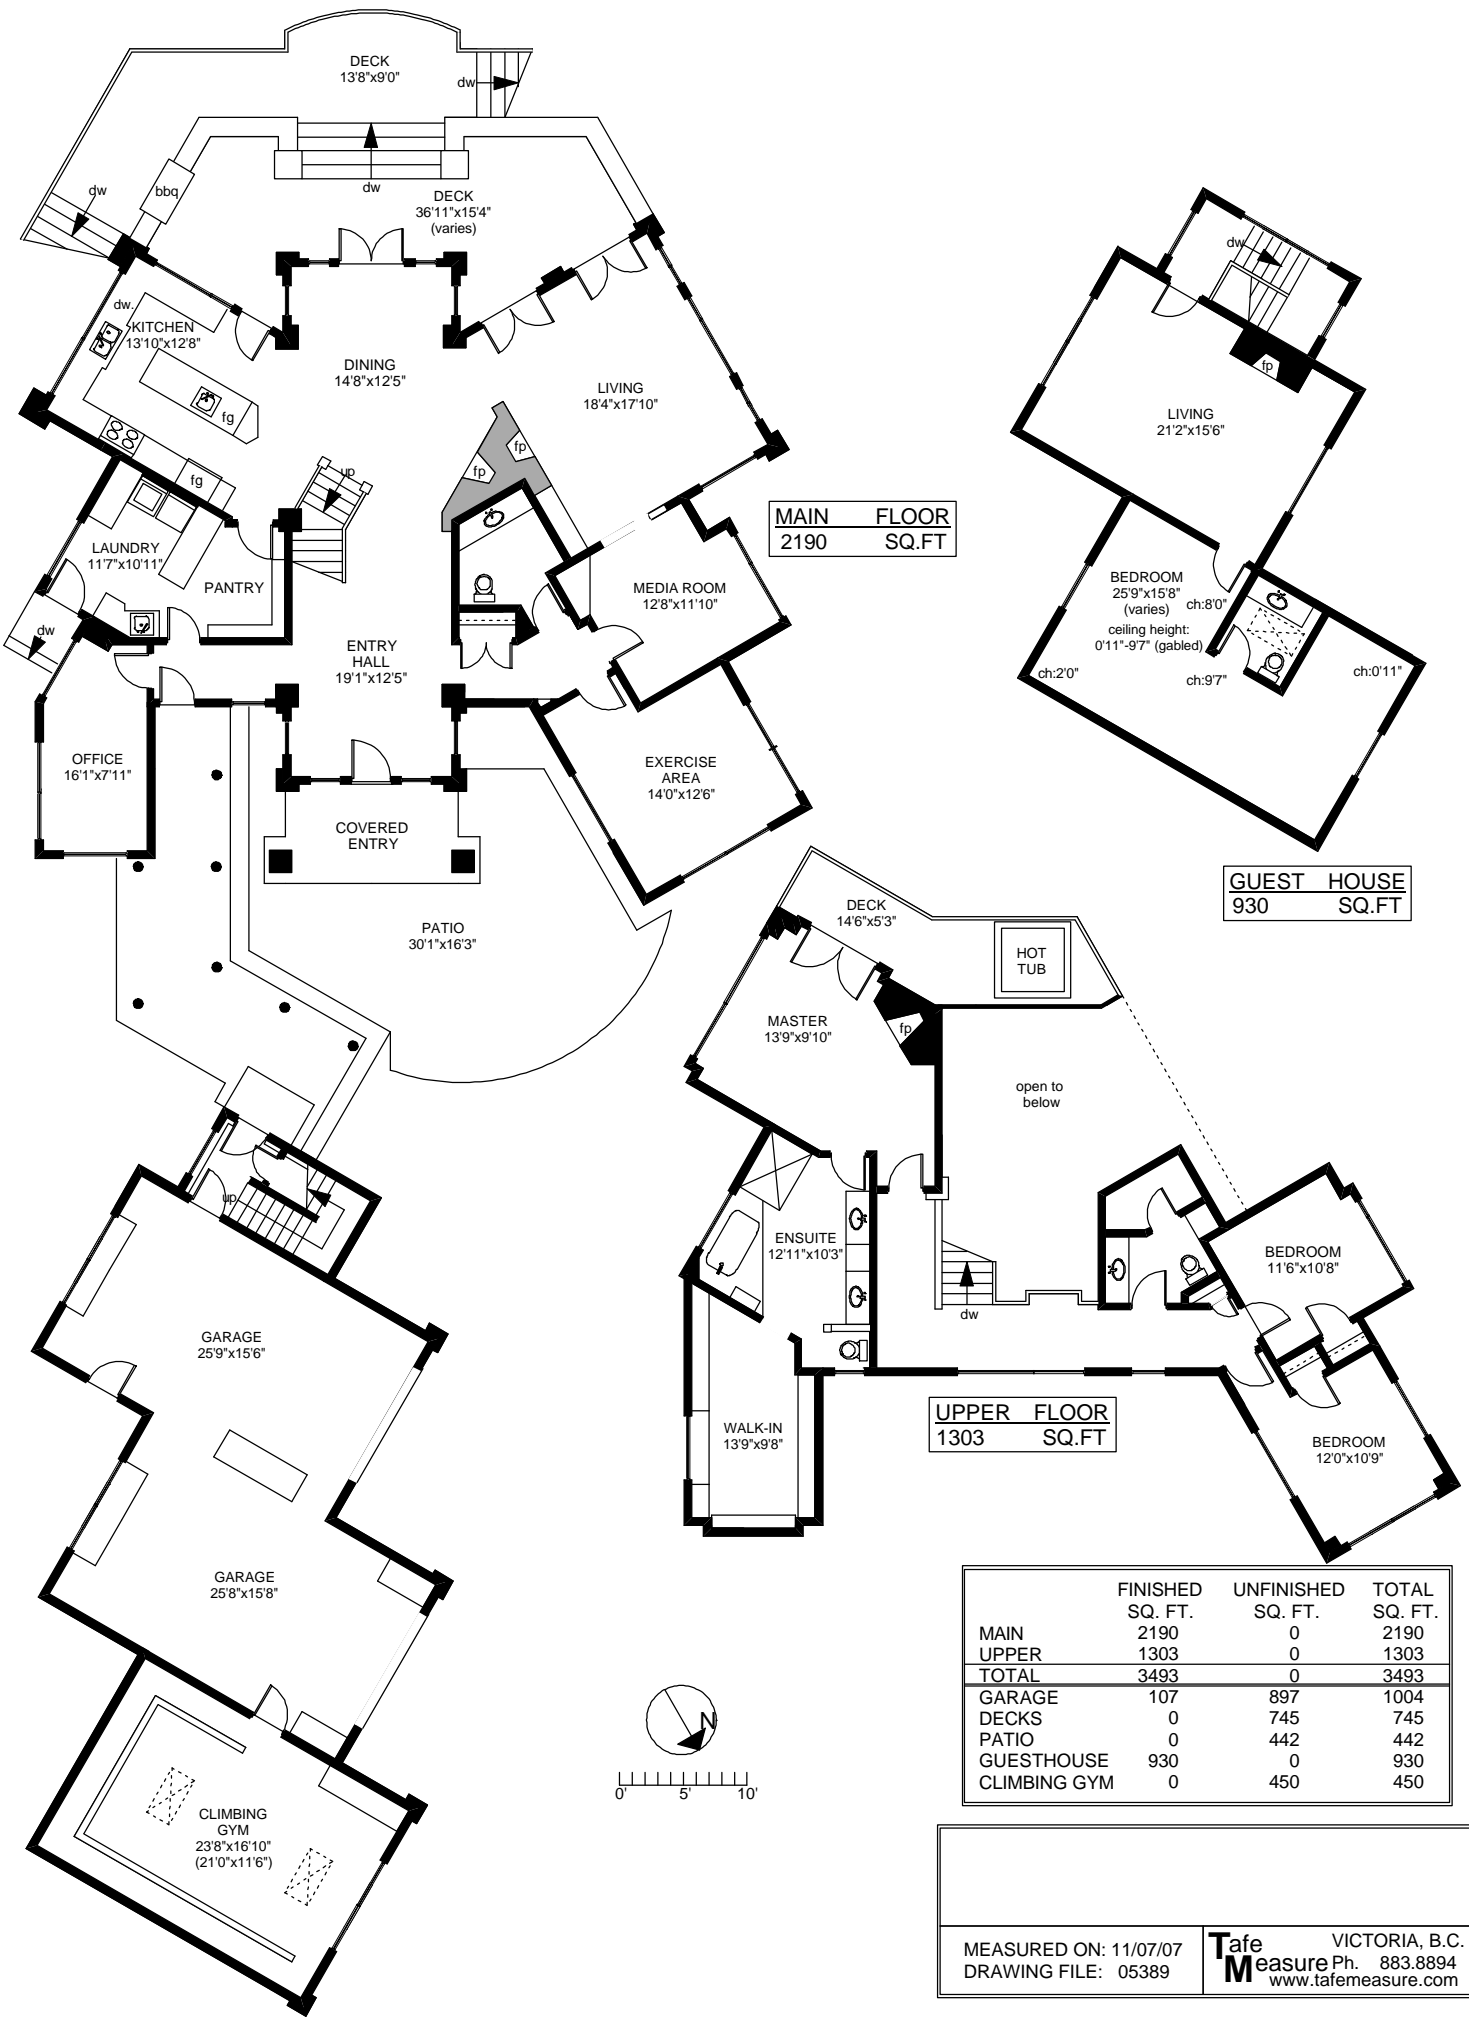 DECK
13'8"x9'0"
dw
dw
bbq
dw
DECK
36'11"x15'4"
(varies)
dw.
KITCHEN
13'10"x12'8"
fg
fg
DINING
14'8"x12'5"
LIVING
18'4"x17'10"
fp
fp
up
MAIN FLOOR
2190 SQ.FT
LAUNDRY
11'7"x10'11"
PANTRY
dw
MEDIA ROOM
12'8"x11'10"
ENTRY
HALL
19'1"x12'5"
OFFICE
16'1"x7'11"
EXERCISE
AREA
14'0"x12'6"
COVERED
ENTRY
PATIO
30'1"x16'3"
dw
fp
LIVING
21'2"x15'6"
BEDROOM
25'9"x15'8"
(varies)
ceiling height:
0'11"-9'7" (gabled)
ch:8'0"
ch:2'0"
ch:9'7"
ch:0'11"
GUEST HOUSE
930 SQ.FT
DECK
14'6"x5'3"
HOT
TUB
MASTER
13'9"x9'10"
fp
open to
below
ENSUITE
12'11"x10'3"
dw
BEDROOM
11'6"x10'8"
WALK-IN
13'9"x9'8"
UPPER FLOOR
1303 SQ.FT
BEDROOM
12'0"x10'9"
up
GARAGE
25'9"x15'6"
GARAGE
25'8"x15'8"
CLIMBING
GYM
23'8"x16'10"
(21'0"x11'6")
N
0' 5' 10'
FINISHED UNFINISHED TOTAL
SQ. FT. SQ. FT. SQ. FT.
MAIN 2190 0 2190
UPPER 1303 0 1303
TOTAL 3493 0 3493
GARAGE 107 897 1004
DECKS 0 745 745
PATIO 0 442 442
GUESTHOUSE 930 0 930
CLIMBING GYM 0 450 450
MEASURED ON: 11/07/07
DRAWING FILE: 05389
Tafe VICTORIA, B.C.
Measure Ph. 883.8894
www.tafemeasure.com